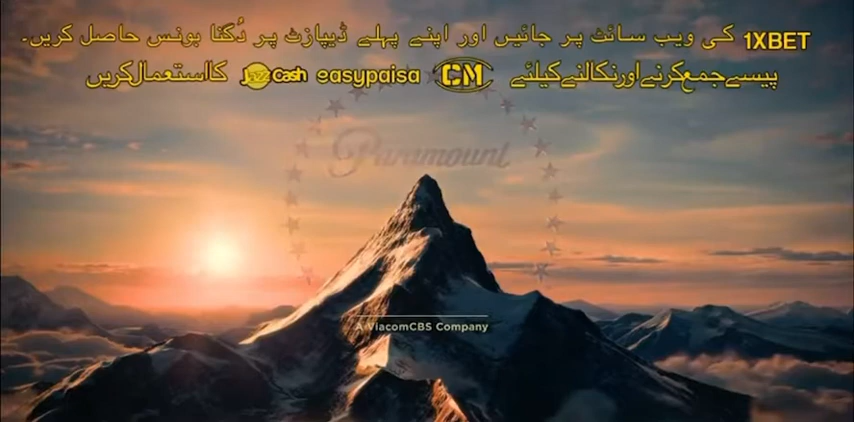 1XBET کی ویب سائٹ پر جائیں اور اپنے پہلے ڈیپازٹ پر دُگنا بونس حاصل کریں۔
پیسے جمع کرنے اور نکالنے کیلئے CM easypaisa JazzCash کا استعمال کریں
Paramount
A ViacomCBS Company